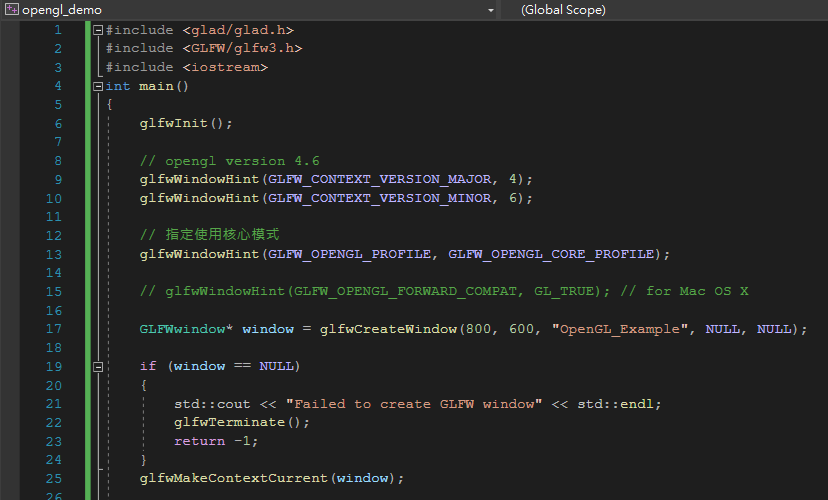 opengl_demo (Global Scope)
1 #include <glad/glad.h>
2 #include <GLFW/glfw3.h>
3 #include <iostream>
4 int main()
5 {
6 glfwInit();
7
8 // opengl version 4.6
9 glfwWindowHint(GLFW_CONTEXT_VERSION_MAJOR, 4);
10 glfwWindowHint(GLFW_CONTEXT_VERSION_MINOR, 6);
11
12 // 指定使用核心模式
13 glfwWindowHint(GLFW_OPENGL_PROFILE, GLFW_OPENGL_CORE_PROFILE);
14
15 // glfwWindowHint(GLFW_OPENGL_FORWARD_COMPAT, GL_TRUE); // for Mac OS X
16
17 GLFWwindow* window = glfwCreateWindow(800, 600, "OpenGL_Example", NULL, NULL);
18
19 if (window == NULL)
20 {
21 std::cout << "Failed to create GLFW window" << std::endl;
22 glfwTerminate();
23 return -1;
24 }
25 glfwMakeContextCurrent(window);
26